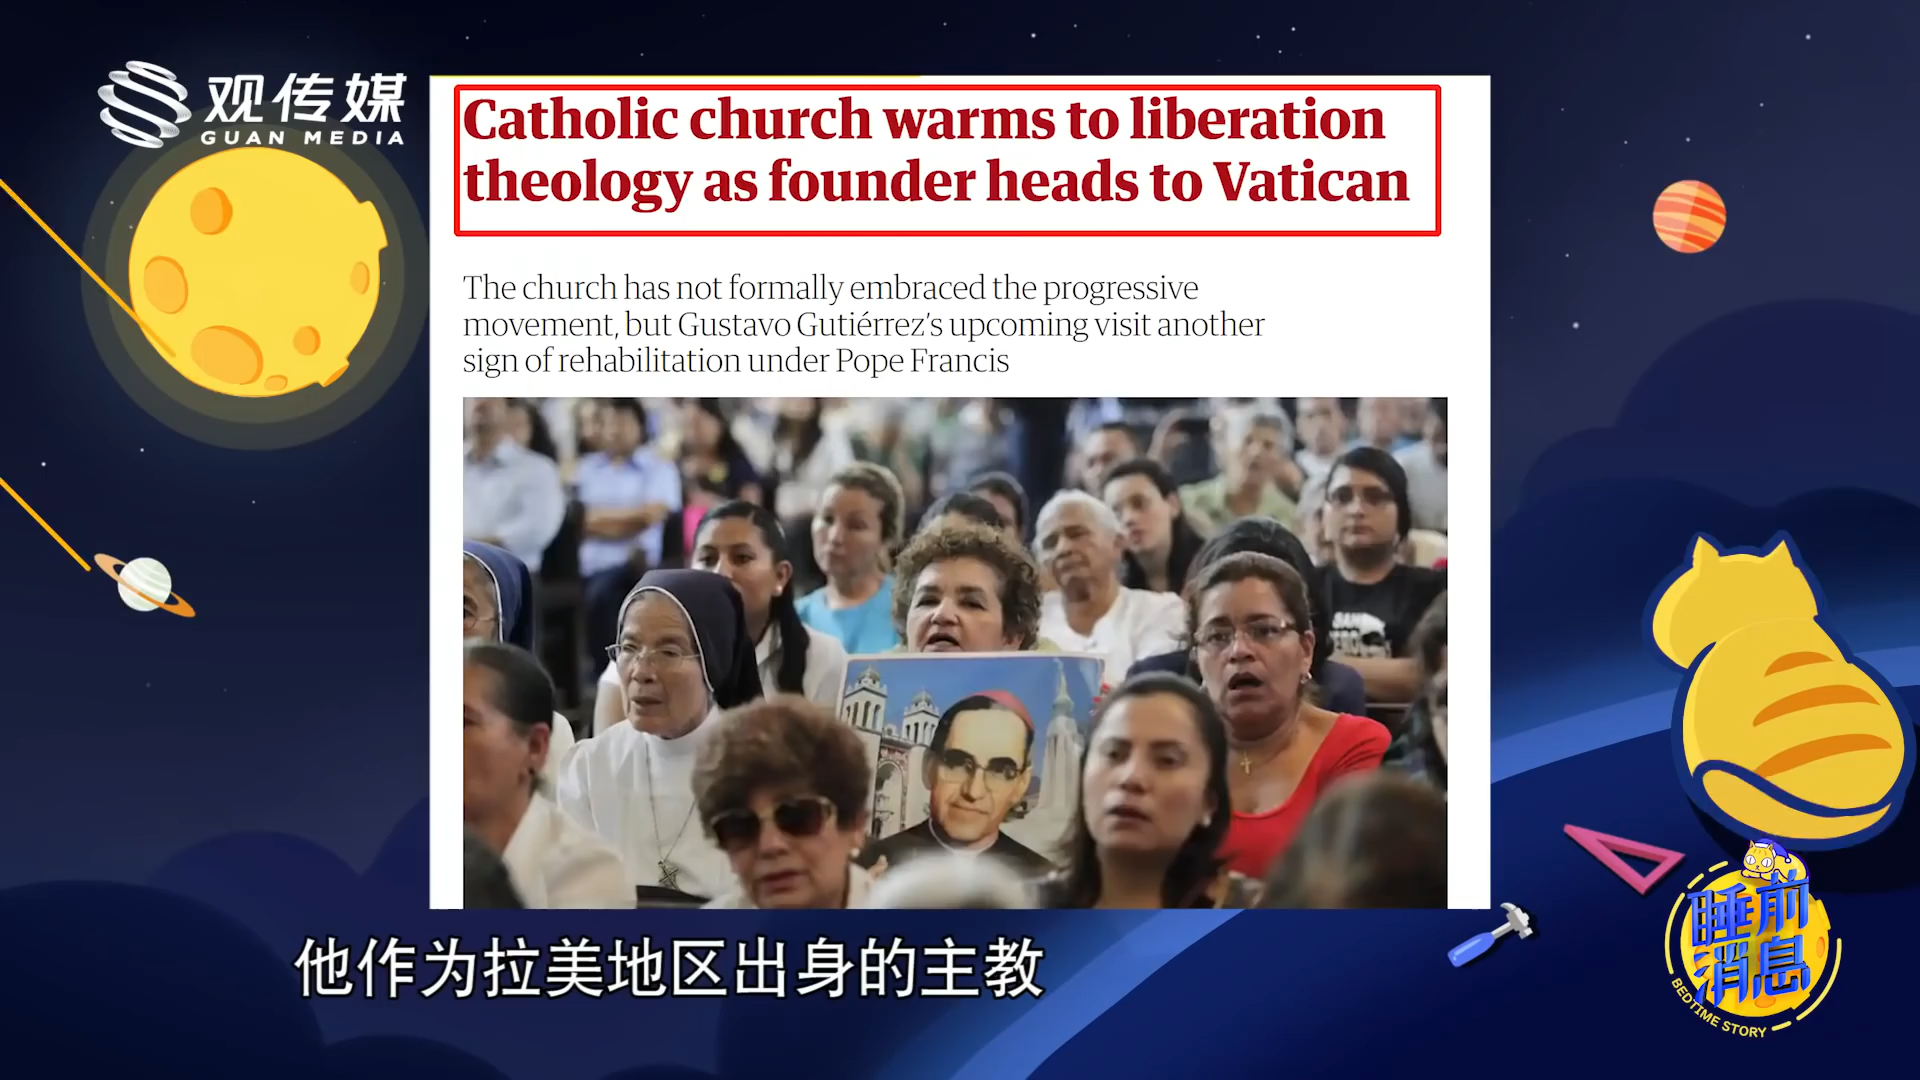 观传媒
GUAN MEDIA
Catholic church warms to liberation
theology as founder heads to Vatican
The church has not formally embraced the progressive
movement, but Gustavo Gutiérrez's upcoming visit another
sign of rehabilitation under Pope Francis
SAN
他作为拉美地区出身的主教
睡前
消息
BEDTIME STORY